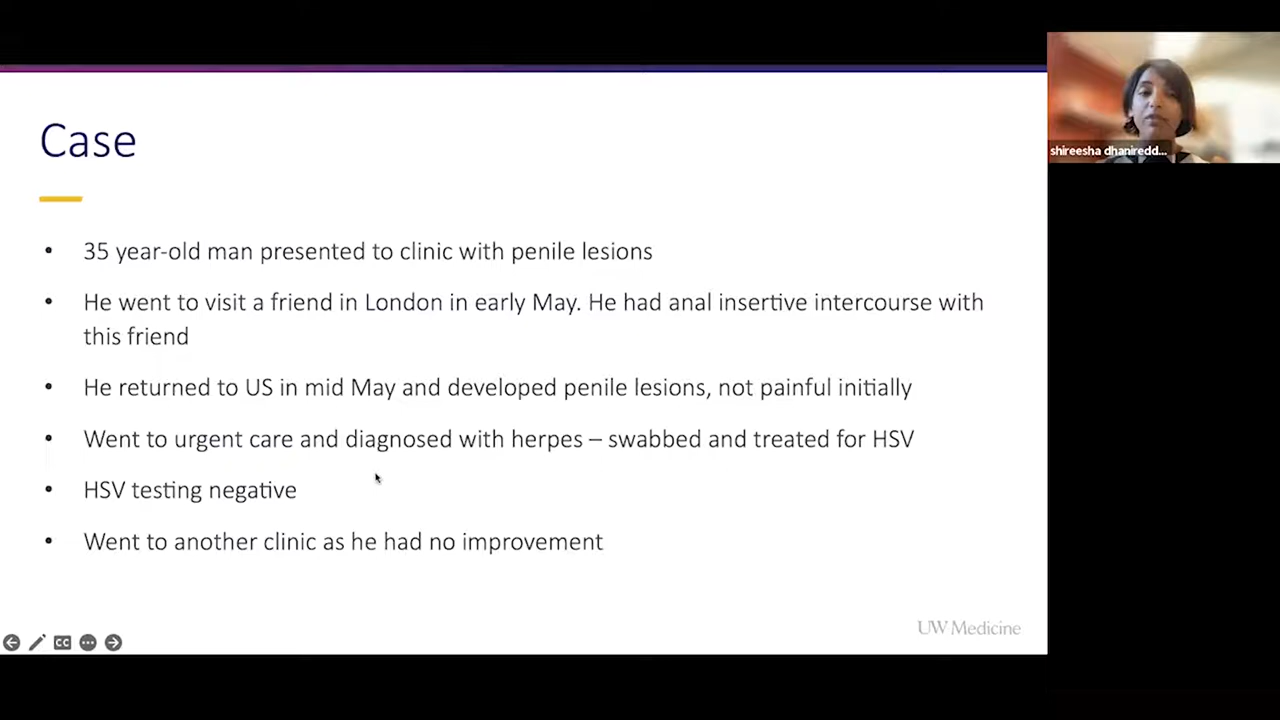 Case
• 35 year-old man presented to clinic with penile lesions
• He went to visit a friend in London in early May. He had anal insertive intercourse with
this friend
• He returned to US in mid May and developed penile lesions, not painful initially
• Went to urgent care and diagnosed with herpes – swabbed and treated for HSV
• HSV testing negative
• Went to another clinic as he had no improvement
UW Medicine
CC
shireesha dhaniredd...